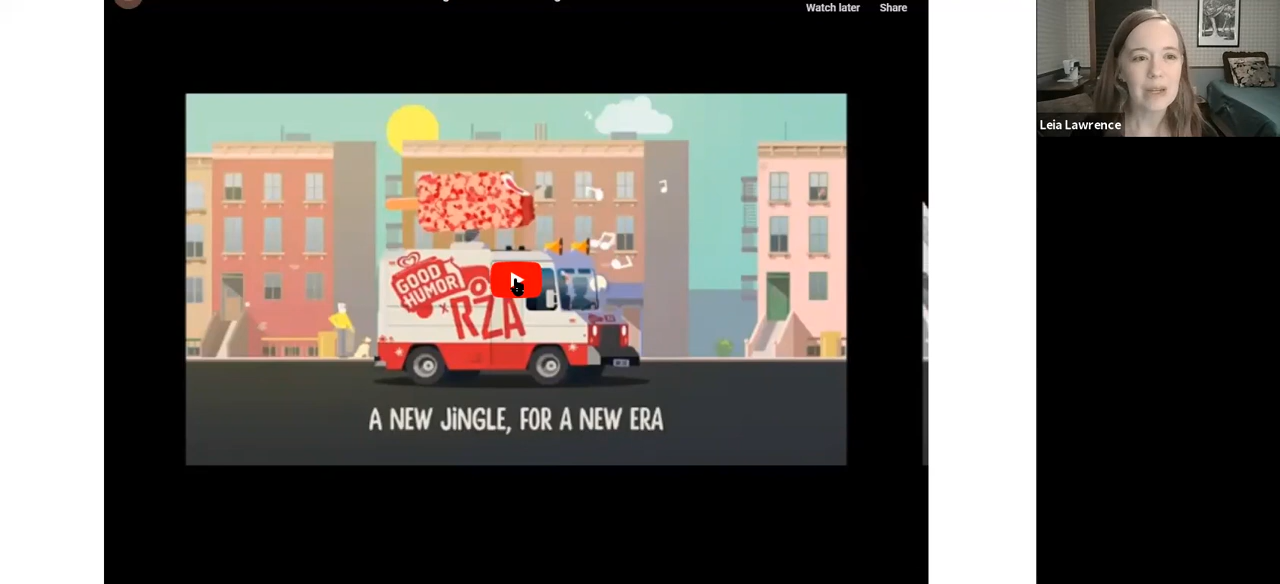 Watch later
Share
Leia Lawrence
GOOD
HUMOR
x RZA
A NEW JINGLE, FOR A NEW ERA